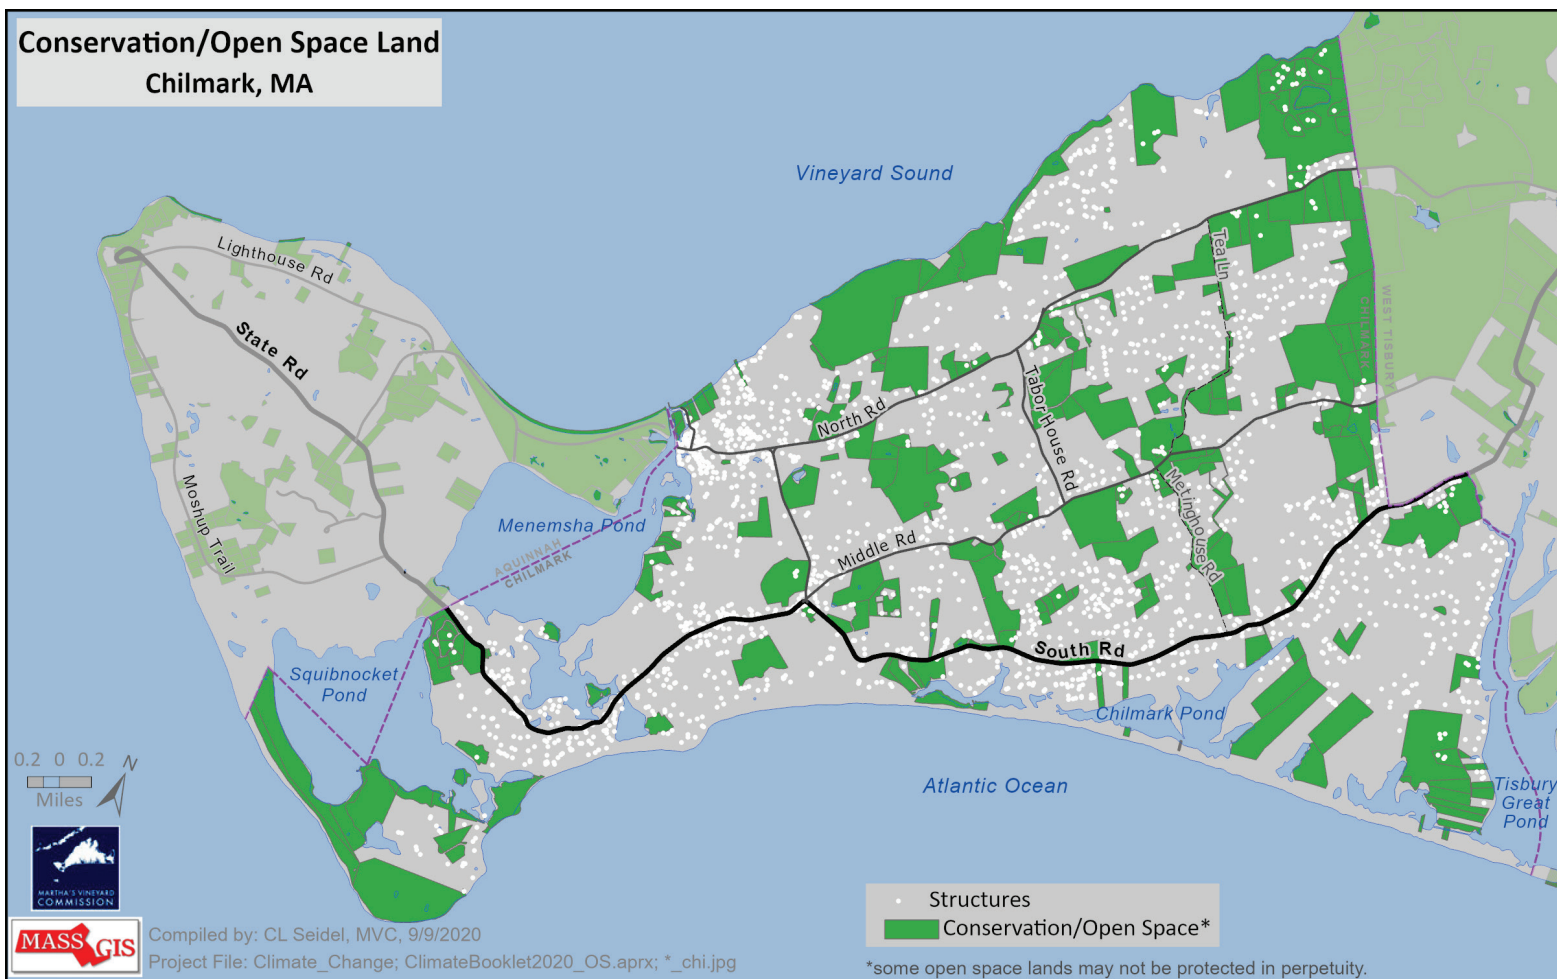 Conservation/Open Space Land
Chilmark, MA
Vineyard Sound
Lighthouse Rd
State Rd
Moshup Trail
Menemsha Pond
AQUINNAH
CHILMARK
North Rd
Tabor House Rd
Tea Ln
CHILMARK
WEST TISBURY
Middle Rd
Metinghouse Rd
South Rd
Squibnocket
Pond
Chilmark Pond
Atlantic Ocean
Tisbury
Great
Pond
0.2 0 0.2
Miles
N
MARTHA'S VINEYARD
COMMISSION
MASS GIS
Compiled by: CL Seidel, MVC, 9/9/2020
Project File: Climate_Change; ClimateBooklet2020_OS.aprx; *_chi.jpg
Structures
Conservation/Open Space*
*some open space lands may not be protected in perpetuity.